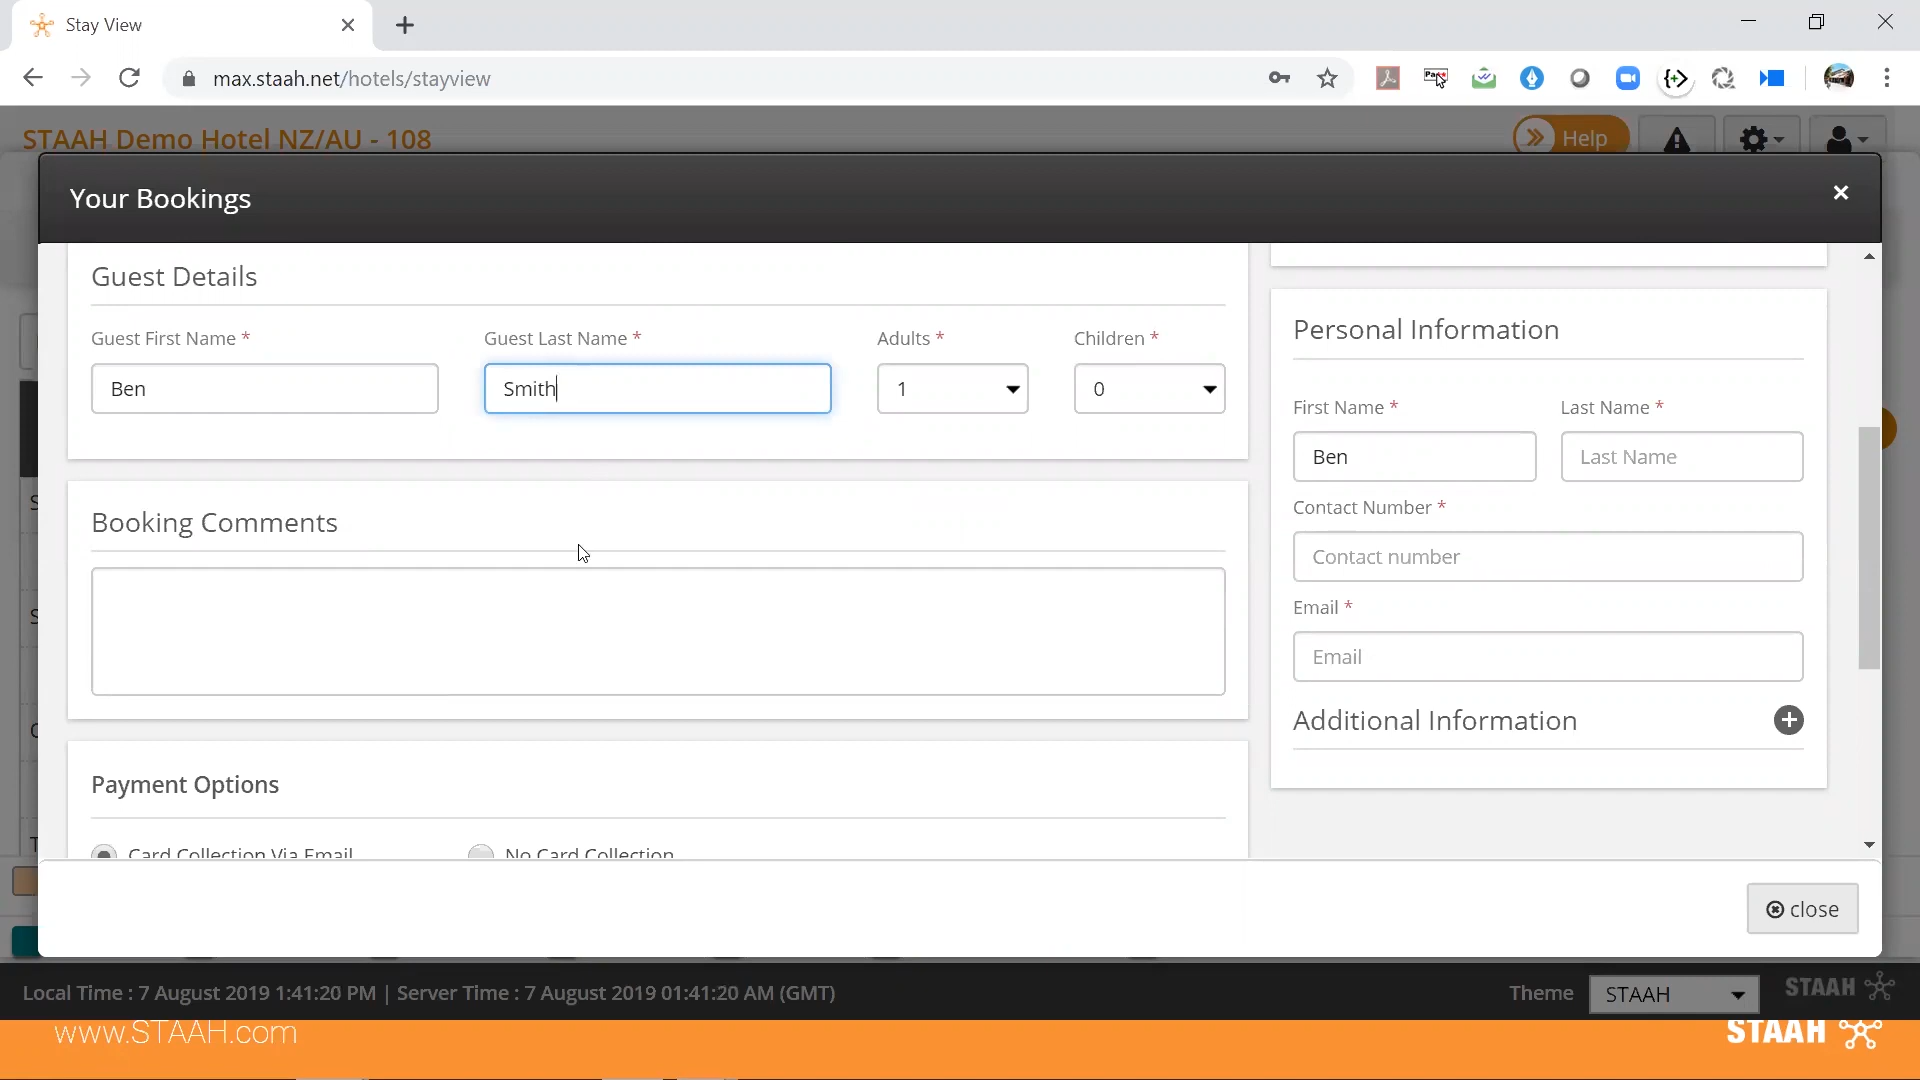 Stay View
max.staah.net/hotels/stayview
STAAH Demo Hotel NZ/AU - 108
Help
Your Bookings
Guest Details
Guest First Name *
Guest Last Name *
Adults *
Children *
Ben
Smith
1
0
Booking Comments
Payment Options
Card Collection Via Email
No Card Collection
Personal Information
First Name *
Last Name *
Ben
Last Name
Contact Number *
Contact number
Email *
Email
Additional Information
close
Local Time : 7 August 2019 1:41:20 PM | Server Time : 7 August 2019 01:41:20 AM (GMT)
Theme
STAAH
STAAH
www.STAAH.com
STAAH